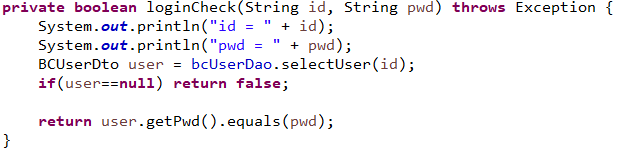 private boolean loginCheck(String id, String pwd) throws Exception {
    System.out.println("id = " + id);
    System.out.println("pwd = " + pwd);
    BCUserDto user = bcUserDao.selectUser(id);
    if(user==null) return false;

    return user.getPwd().equals(pwd);
}